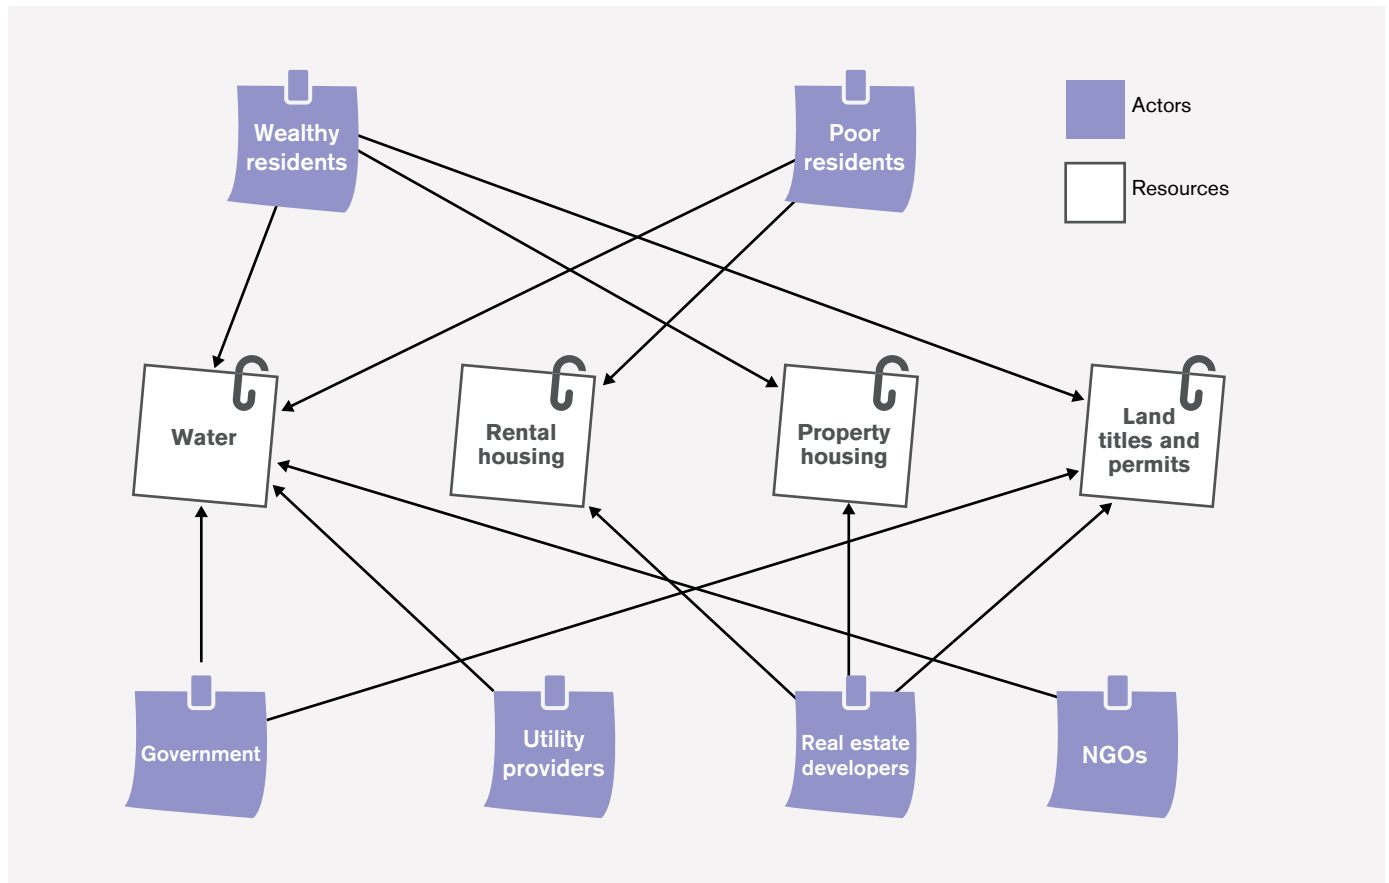 Wealthy
residents
Poor
residents
Actors
Resources
Water
Rental
housing
Property
housing
Land
titles and
permits
Government
Utility
providers
Real estate
developers
NGOs